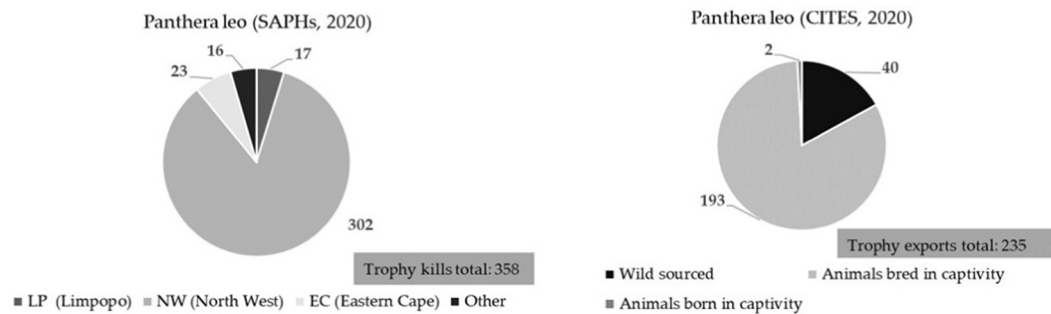 Panthera leo (SAPHs, 2020)
16
17
23
302
Trophy kills total: 358
LP (Limpopo) NW (North West) EC (Eastern Cape) Other
Panthera leo (CITES, 2020)
2
40
193
Trophy exports total: 235
Wild sourced Animals bred in captivity
Animals born in captivity